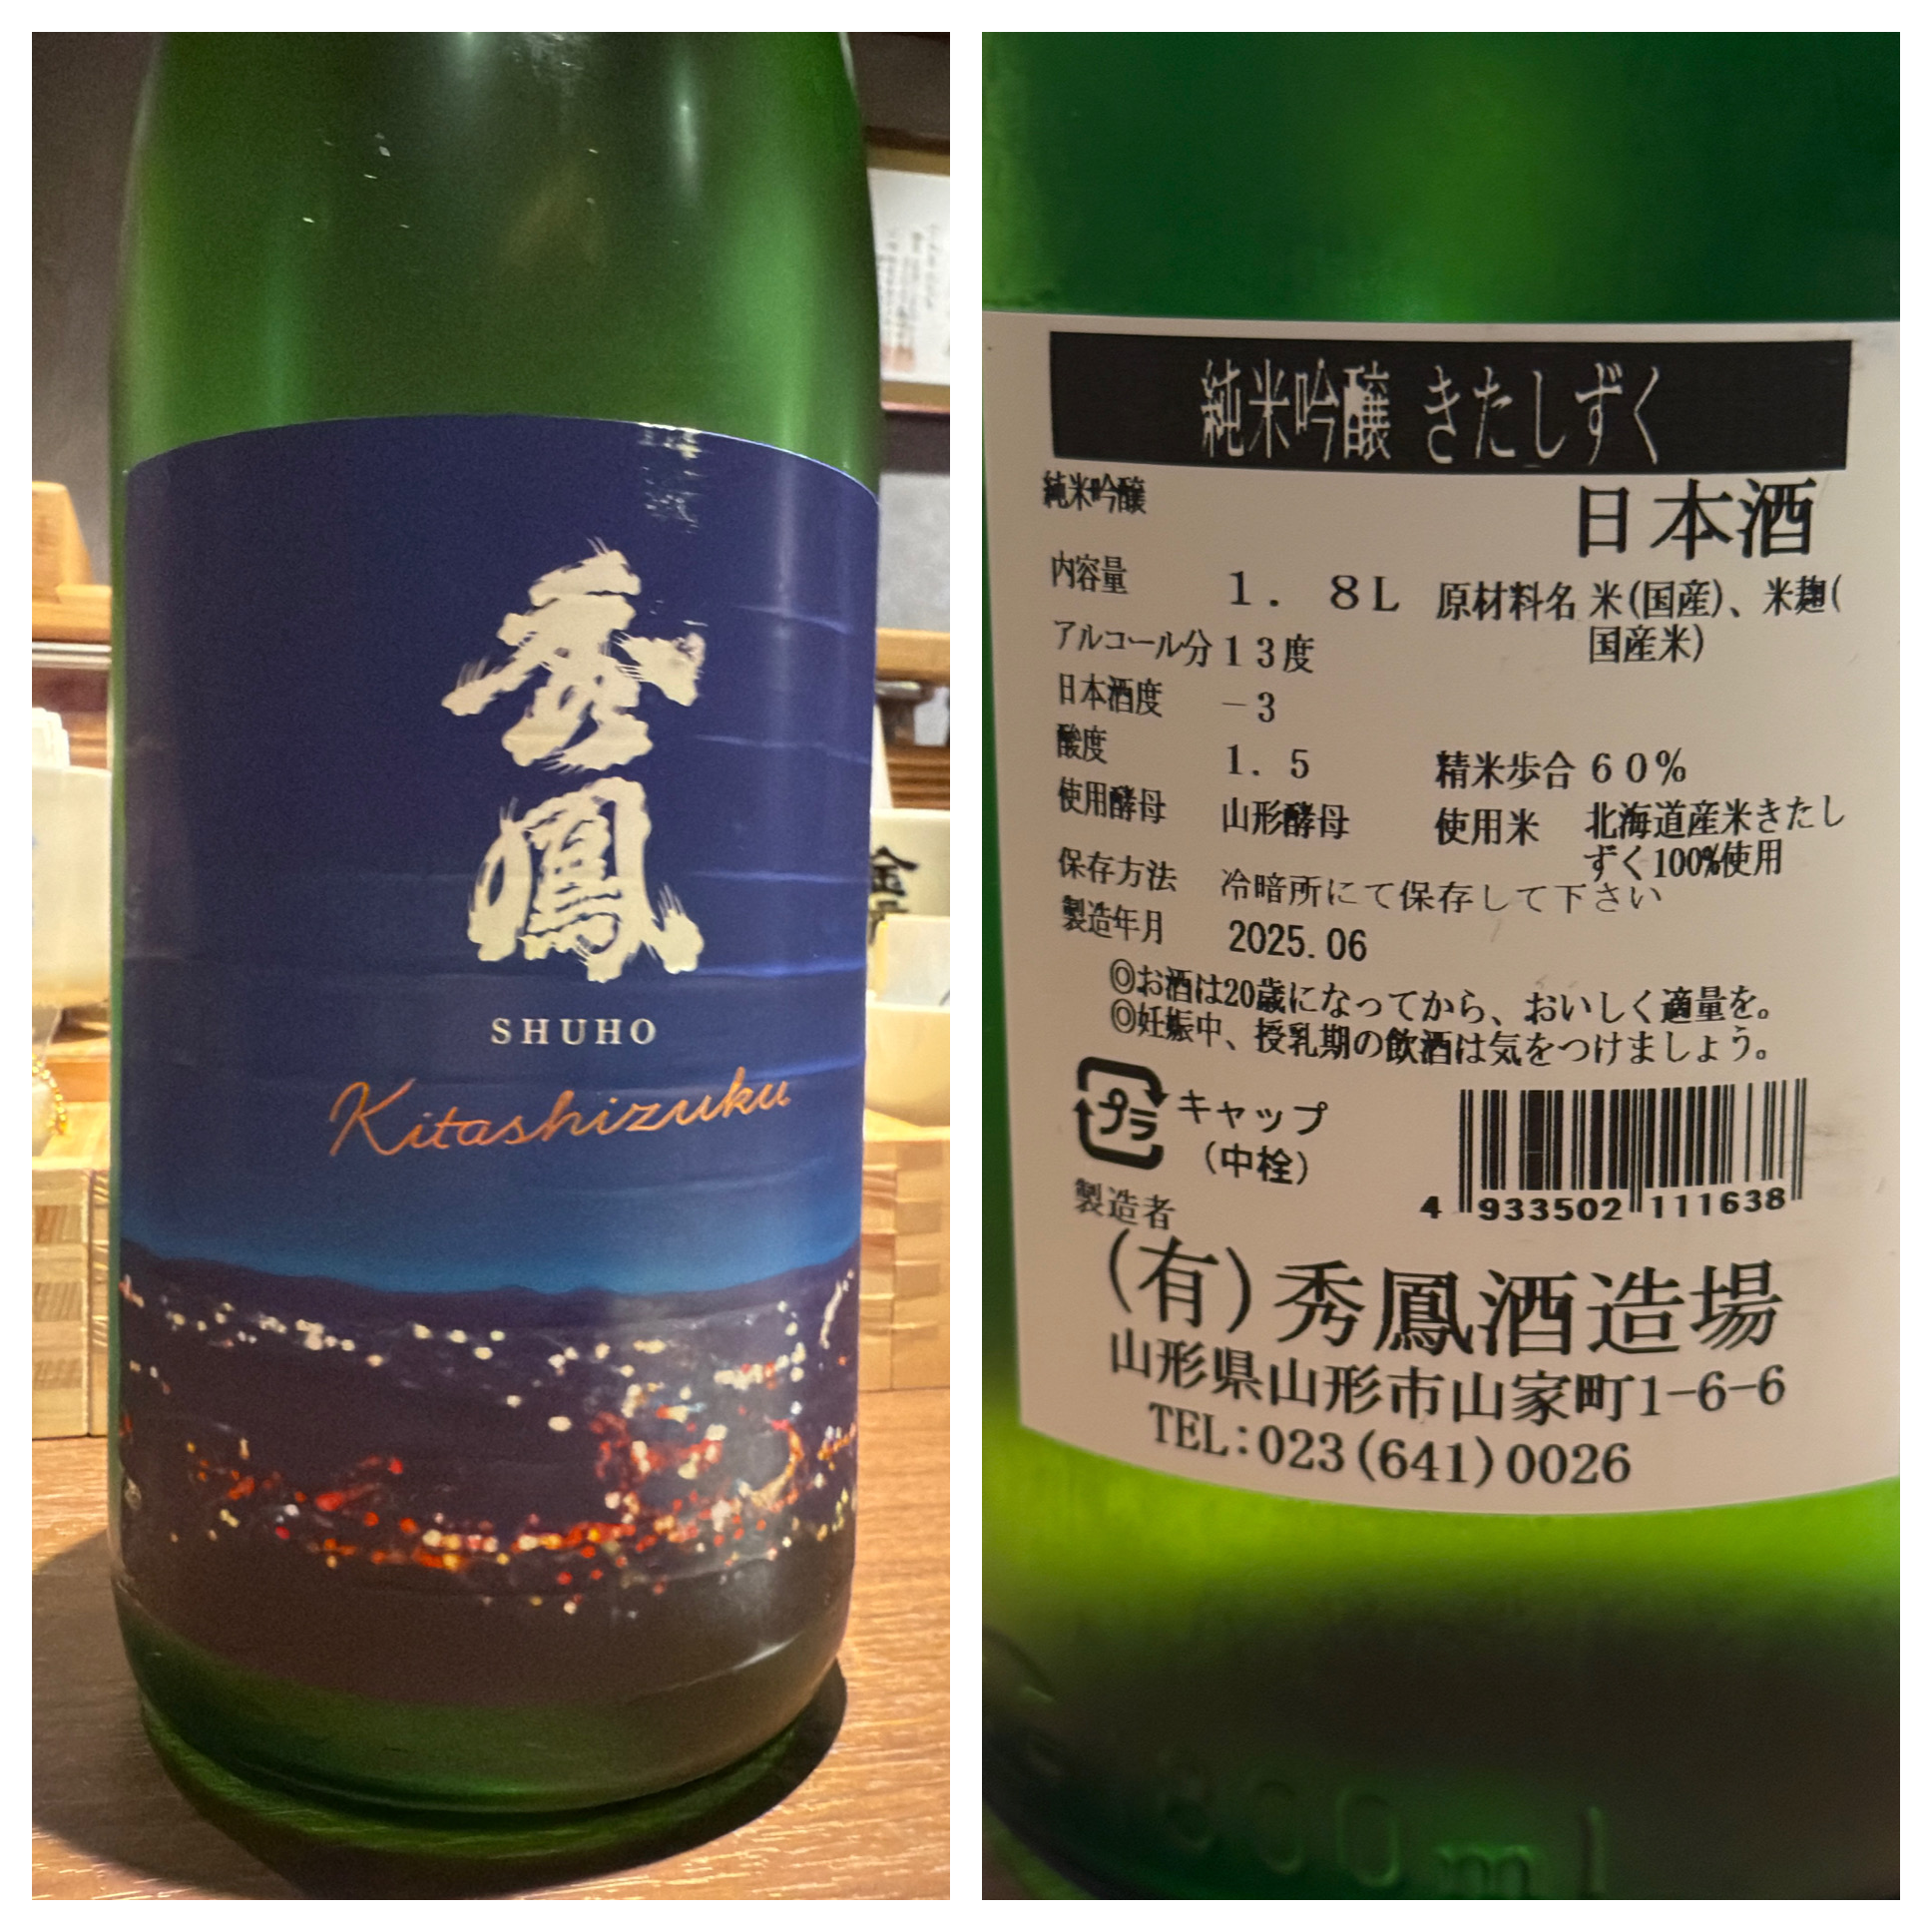 秀鳳
SHUHO
Kitashizuku
純米吟醸 きたしずく
純米吟醸
日本酒
内容量 1.8L
原材料名 米(国産)、米麹(
国産米)
アルコール分 13度
日本酒度 -3
酸度 1.5
精米歩合 60%
使用酵母 山形酵母
使用米 北海道産米きたし
ずく100%使用
保存方法 冷暗所にて保存して下さい
製造年月 2025.06
◎お酒は20歳になってから、おいしく適量を。
◎妊娠中、授乳期の飲酒は気をつけましょう。
プラ
キャップ
(中栓)
4 933502 111638
製造者
(有)秀鳳酒造場
山形県山形市山家町1-6-6
TEL:023(641)0026
1800ml